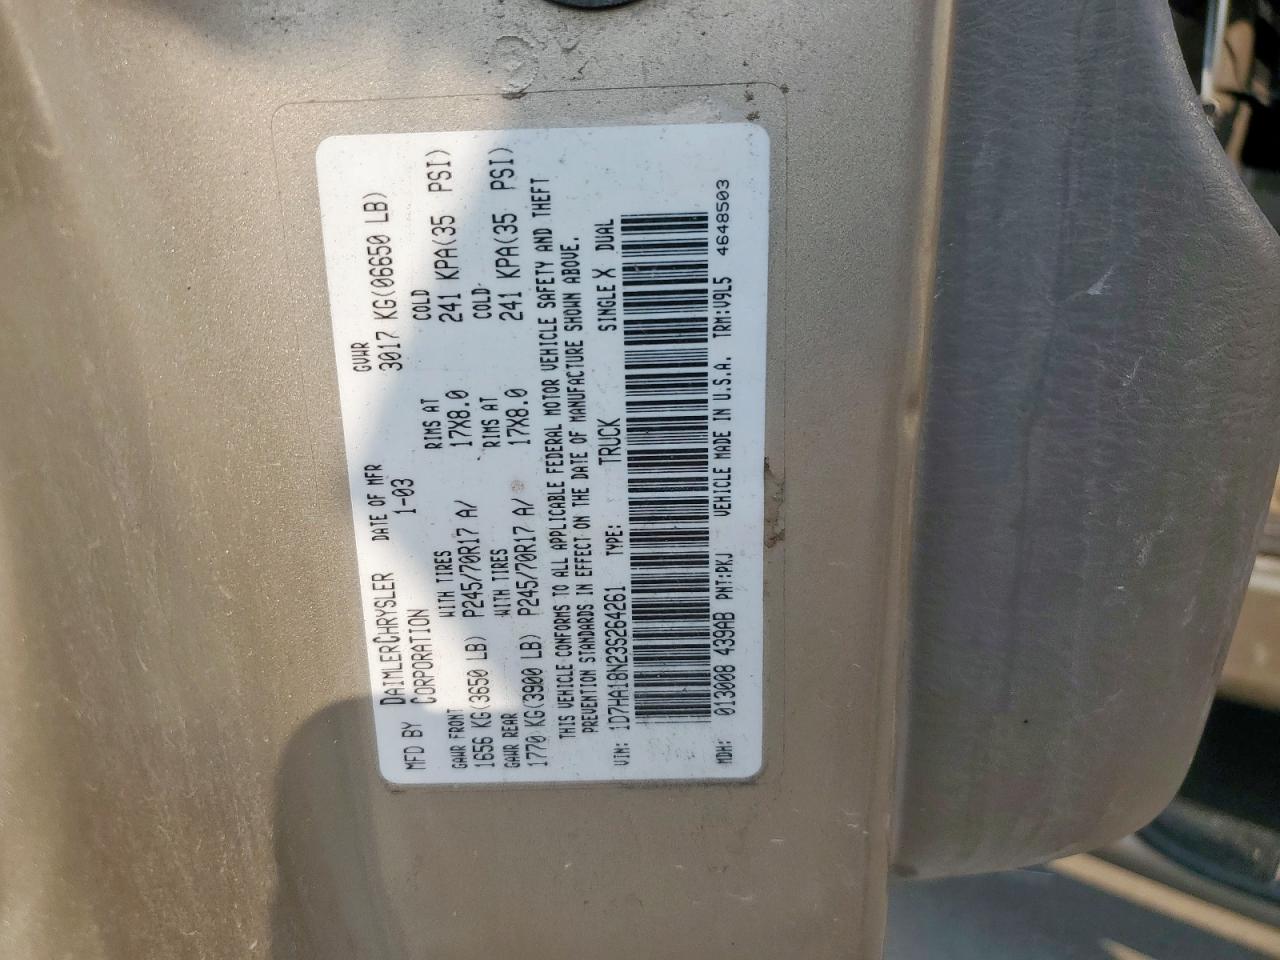 MFD BY DAIMLERCHRYSLER CORPORATION
DATE OF MFR 1-03
GVWR 3017 KG(06650 LB)
GAWR FRONT WITH TIRES RIMS AT COLD
1656 KG(3650 LB) P245/70R17 A/ 17X8.0 241 KPA(35 PSI)
GAWR REAR WITH TIRES RIMS AT COLD
1770 KG(3900 LB) P245/70R17 A/ 17X8.0 241 KPA(35 PSI)
THIS VEHICLE CONFORMS TO ALL APPLICABLE FEDERAL MOTOR VEHICLE SAFETY AND THEFT
PREVENTION STANDARDS IN EFFECT ON THE DATE OF MANUFACTURE SHOWN ABOVE.
VIN: 1D7HA18N23S264261 TYPE: TRUCK SINGLE X DUAL
MDH: 013008 439AB PNT:PKJ VEHICLE MADE IN U.S.A. TRM:V9L5 4648503